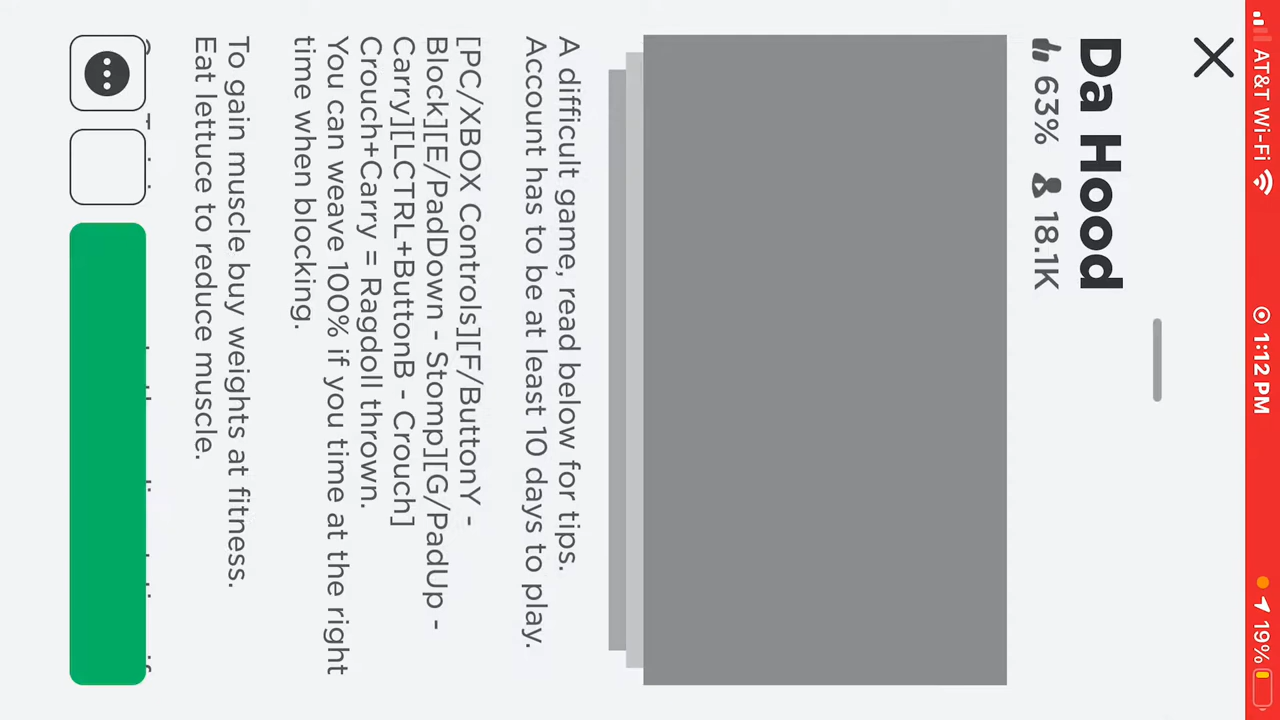 AT&T Wi-Fi 1:12 PM 19%
Da Hood
63% 18.1K
A difficult game, read below for tips.
Account has to be at least 10 days to play.
[PC/XBOX Controls][F/ButtonY -
Block][E/PadDown - Stomp][G/PadUp -
Carry][LCTRL+ButtonB - Crouch]
Crouch+Carry = Ragdoll thrown.
You can weave 100% if you time at the right
time when blocking.
To gain muscle buy weights at fitness.
Eat lettuce to reduce muscle.